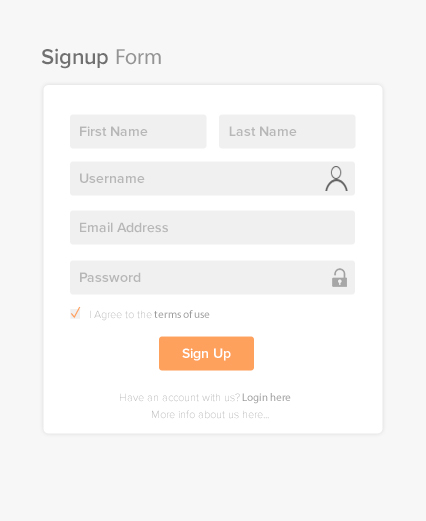 Signup Form
First Name Last Name
Username
Email Address
Password
I Agree to the terms of use
Sign Up
Have an account with us? Login here
More info about us here...